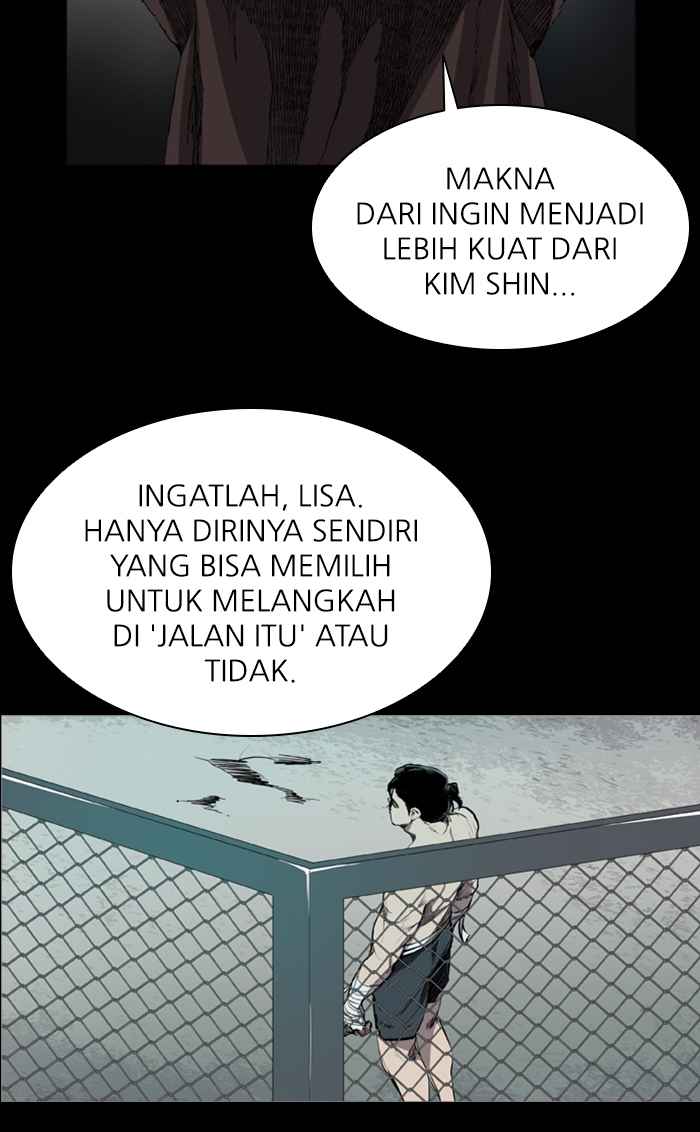 MAKNA
DARI INGIN MENJADI
LEBIH KUAT DARI
KIM SHIN...
INGATLAH, LISA.
HANYA DIRINYA SENDIRI
YANG BISA MEMILIH
UNTUK MELANGKAH
DI 'JALAN ITU' ATAU
TIDAK.